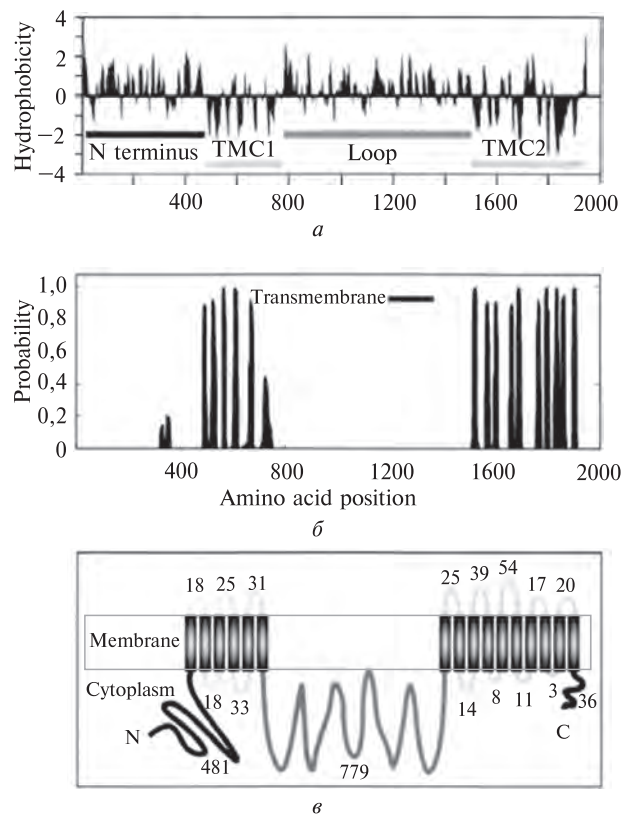 4
2
0
−2
−4
Hydrophobicity
N terminus
TMC1
Loop
TMC2
400 800 1200 1600 2000
а
1,0
0,8
0,6
0,4
0,2
0
Probability
Transmembrane
400 800 1200 1600 2000
Amino acid position
б
18 25 31 25 39 54 17 20
Membrane
Cytoplasm
18 33 14 8 11 3 36
N
C
481
779
в